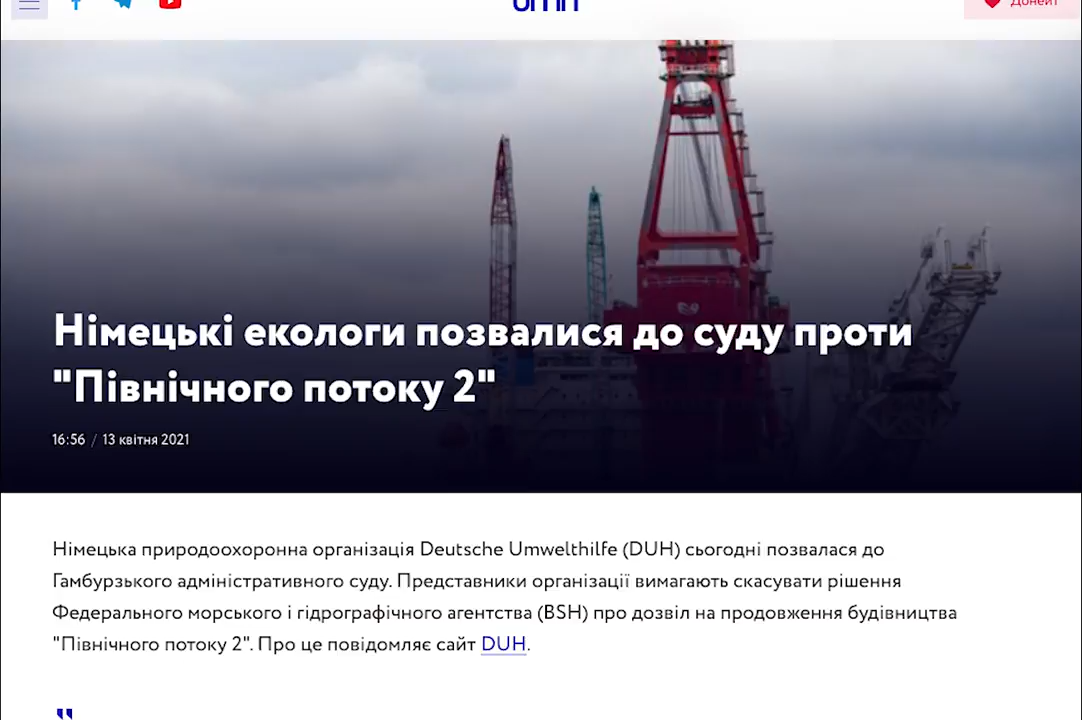 Донейт
Німецькі екологи позвалися до суду проти
"Північного потоку 2"
16:56 / 13 квітня 2021
Німецька природоохоронна організація Deutsche Umwelthilfe (DUH) сьогодні позвалася до
Гамбурзького адміністративного суду. Представники організації вимагають скасувати рішення
Федерального морського і гідрографічного агентства (BSH) про дозвіл на продовження будівництва
"Північного потоку 2". Про це повідомляє сайт DUH.
"